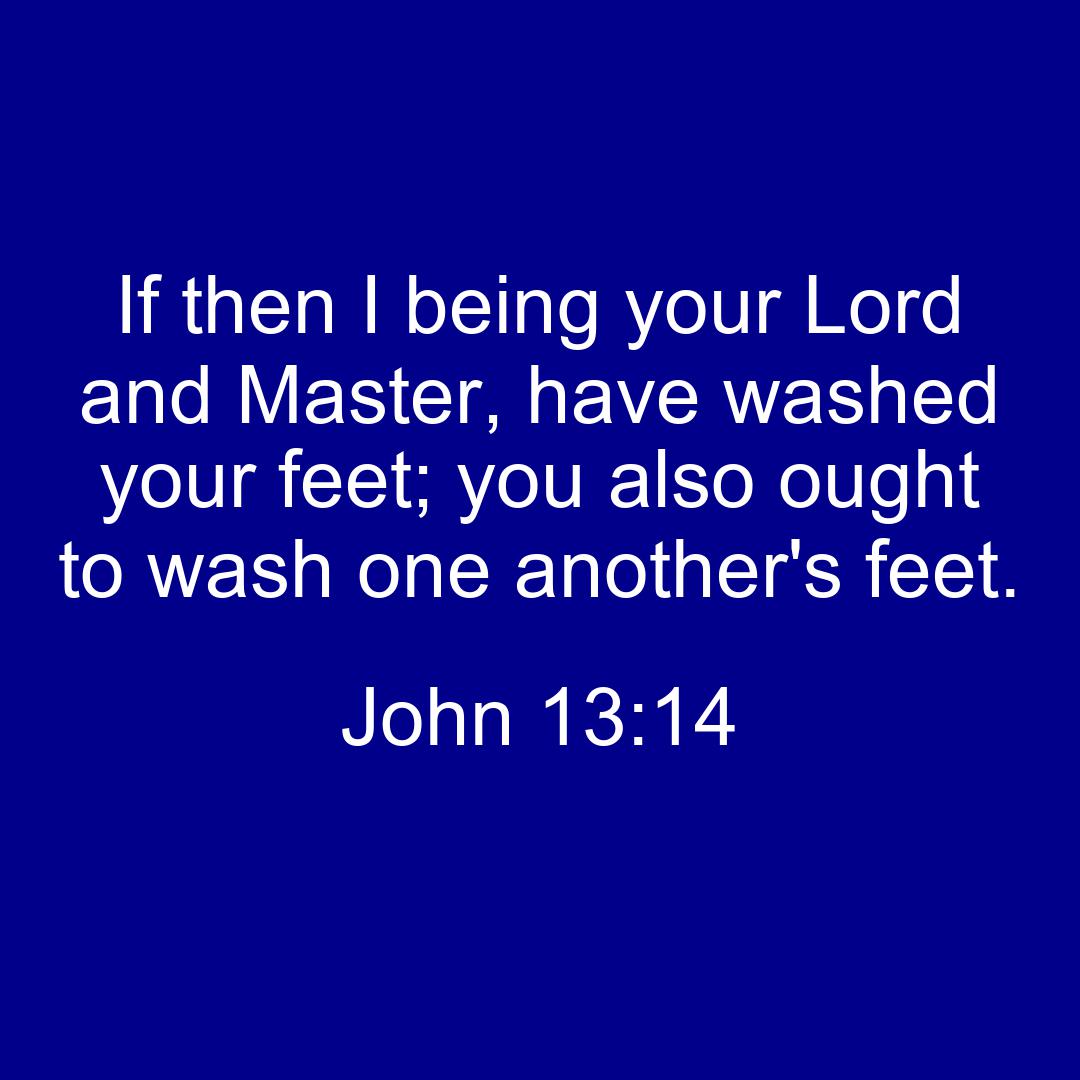 If then I being your Lord
and Master, have washed
your feet; you also ought
to wash one another's feet.
John 13:14